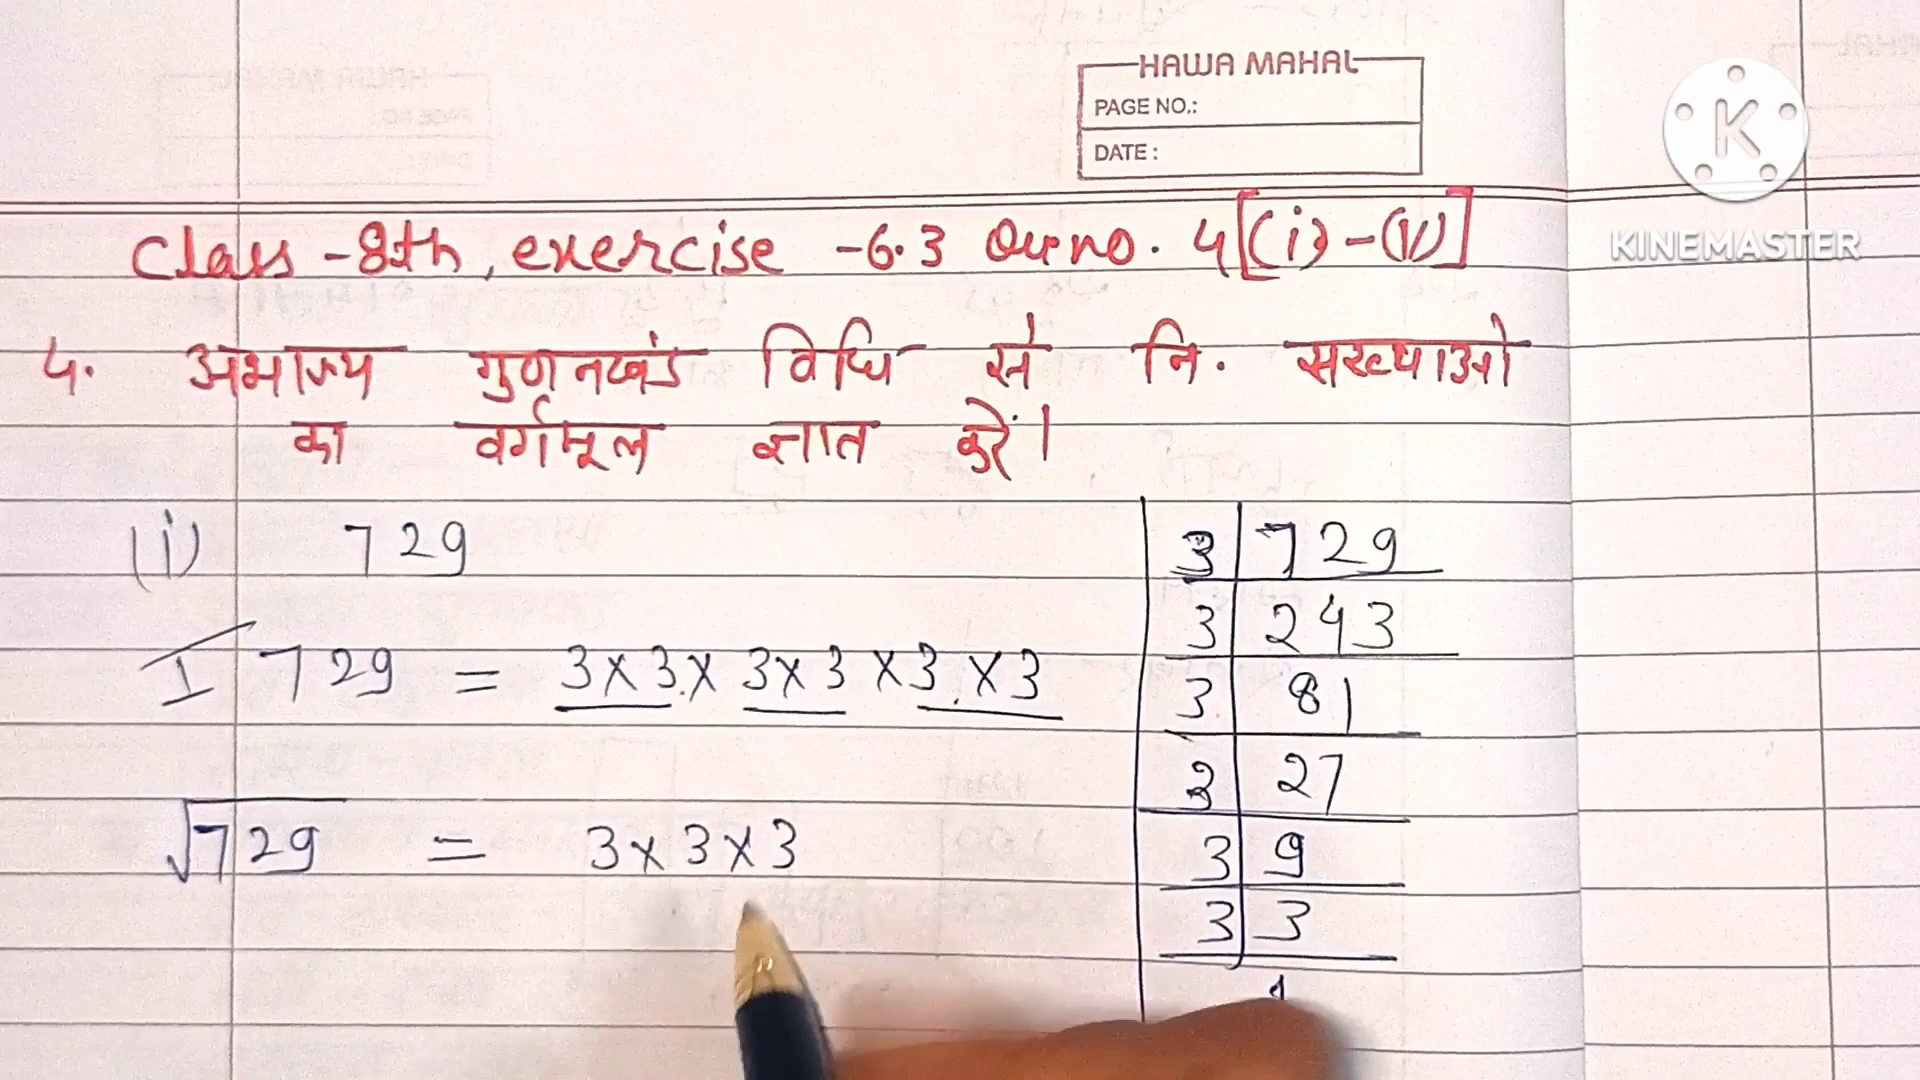 HAWA MAHAL
PAGE NO.:
DATE :
K
KINEMASTER
Class -8th, exercise -6.3 Qu.no. 4[(i)-(V)]
4. अभाज्य गुणनखंड विधि से नि. संख्याओ
का वर्गमूल ज्ञात करें।
(i) 729
I 729 = 3×3×3×3×3×3
√729 = 3×3×3
3 | 729
3 | 243
3 | 81
3 | 27
3 | 9
3 | 3
1